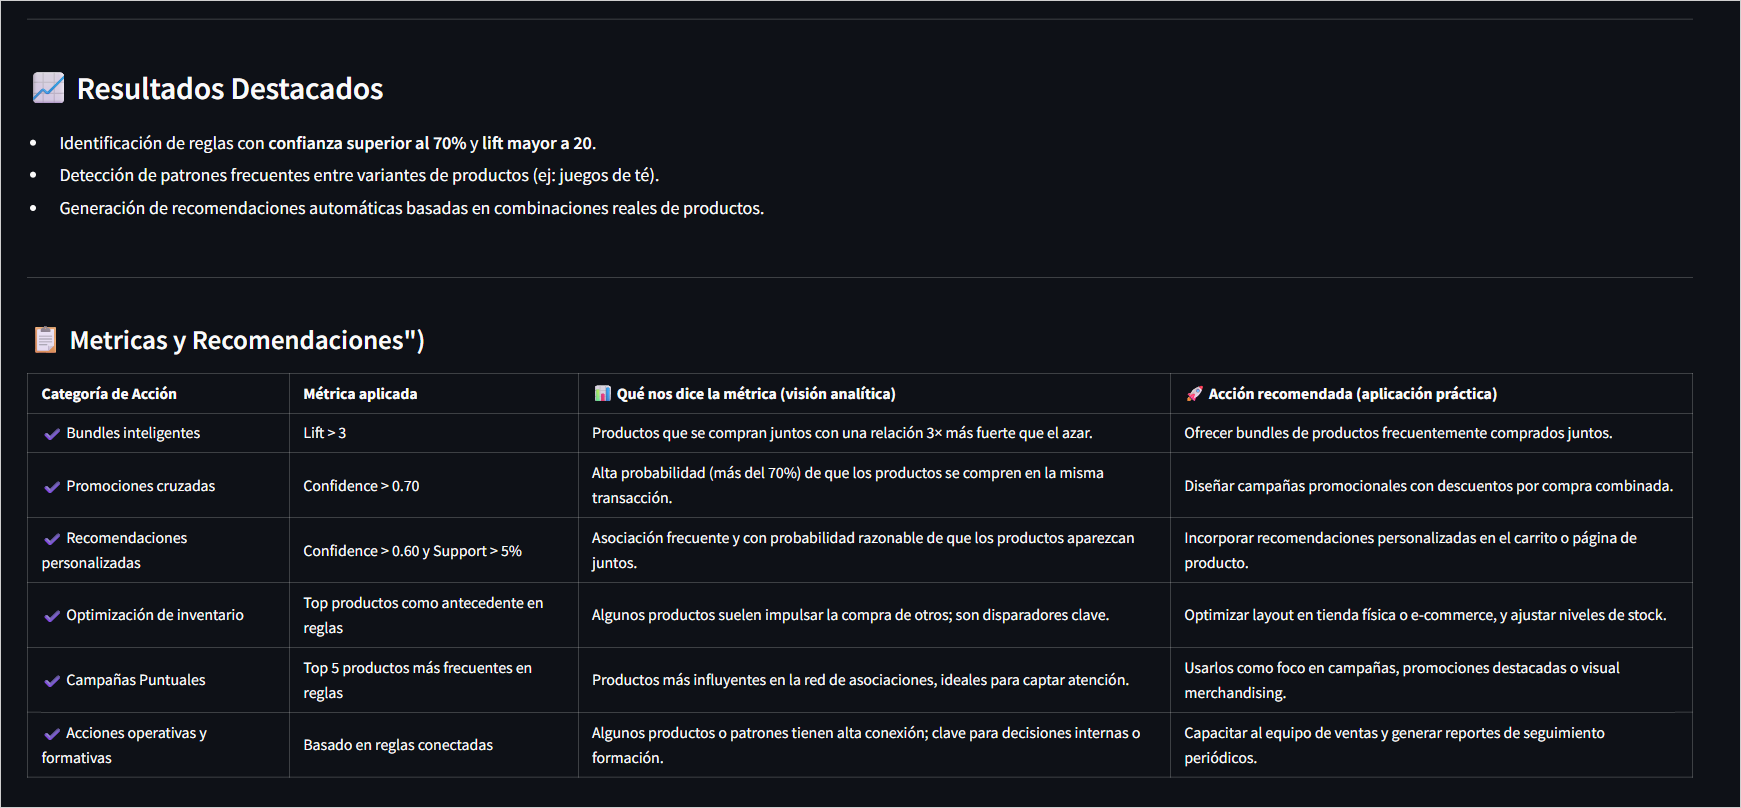 Resultados Destacados
Identificación de reglas con confianza superior al 70% y lift mayor a 20.
Detección de patrones frecuentes entre variantes de productos (ej: juegos de té).
Generación de recomendaciones automáticas basadas en combinaciones reales de productos.
Metricas y Recomendaciones")
Categoría de Acción
Métrica aplicada
Qué nos dice la métrica (visión analítica)
Acción recomendada (aplicación práctica)
Bundles inteligentes
Lift > 3
Productos que se compran juntos con una relación 3× más fuerte que el azar.
Ofrecer bundles de productos frecuentemente comprados juntos.
Promociones cruzadas
Confidence > 0.70
Alta probabilidad (más del 70%) de que los productos se compren en la misma
transacción.
Diseñar campañas promocionales con descuentos por compra combinada.
Recomendaciones
personalizadas
Confidence > 0.60 y Support > 5%
Asociación frecuente y con probabilidad razonable de que los productos aparezcan
juntos.
Incorporar recomendaciones personalizadas en el carrito o página de
producto.
Optimización de inventario
Top productos como antecedente en
reglas
Algunos productos suelen impulsar la compra de otros; son disparadores clave.
Optimizar layout en tienda física o e-commerce, y ajustar niveles de stock.
Campañas Puntuales
Top 5 productos más frecuentes en
reglas
Productos más influyentes en la red de asociaciones, ideales para captar atención.
Usarlos como foco en campañas, promociones destacadas o visual
merchandising.
Acciones operativas y
formativas
Basado en reglas conectadas
Algunos productos o patrones tienen alta conexión; clave para decisiones internas o
formación.
Capacitar al equipo de ventas y generar reportes de seguimiento
periódicos.